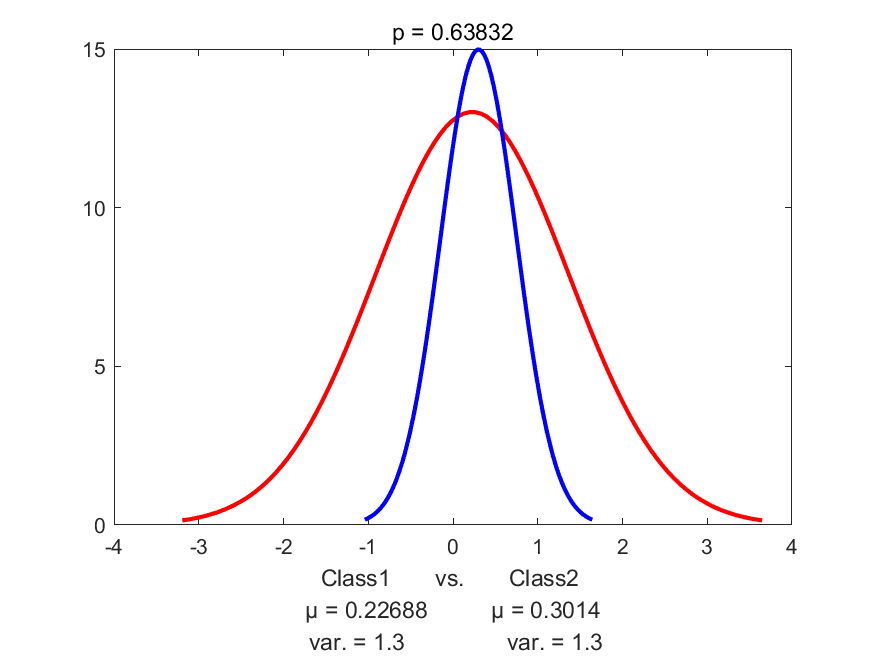 p = 0.63832
15
10
5
0
-4 -3 -2 -1 0 1 2 3 4
Class1 vs. Class2
μ = 0.22688 μ = 0.3014
var. = 1.3 var. = 1.3